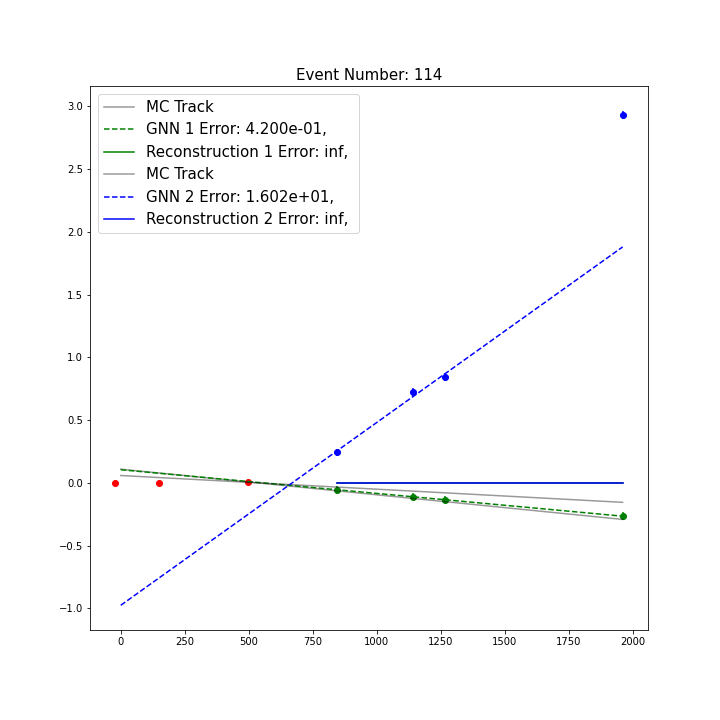 Event Number: 114
MC Track
GNN 1 Error: 4.200e-01,
Reconstruction 1 Error: inf,
MC Track
GNN 2 Error: 1.602e+01,
Reconstruction 2 Error: inf,
3.0
2.5
2.0
1.5
1.0
0.5
0.0
−0.5
−1.0
0 250 500 750 1000 1250 1500 1750 2000